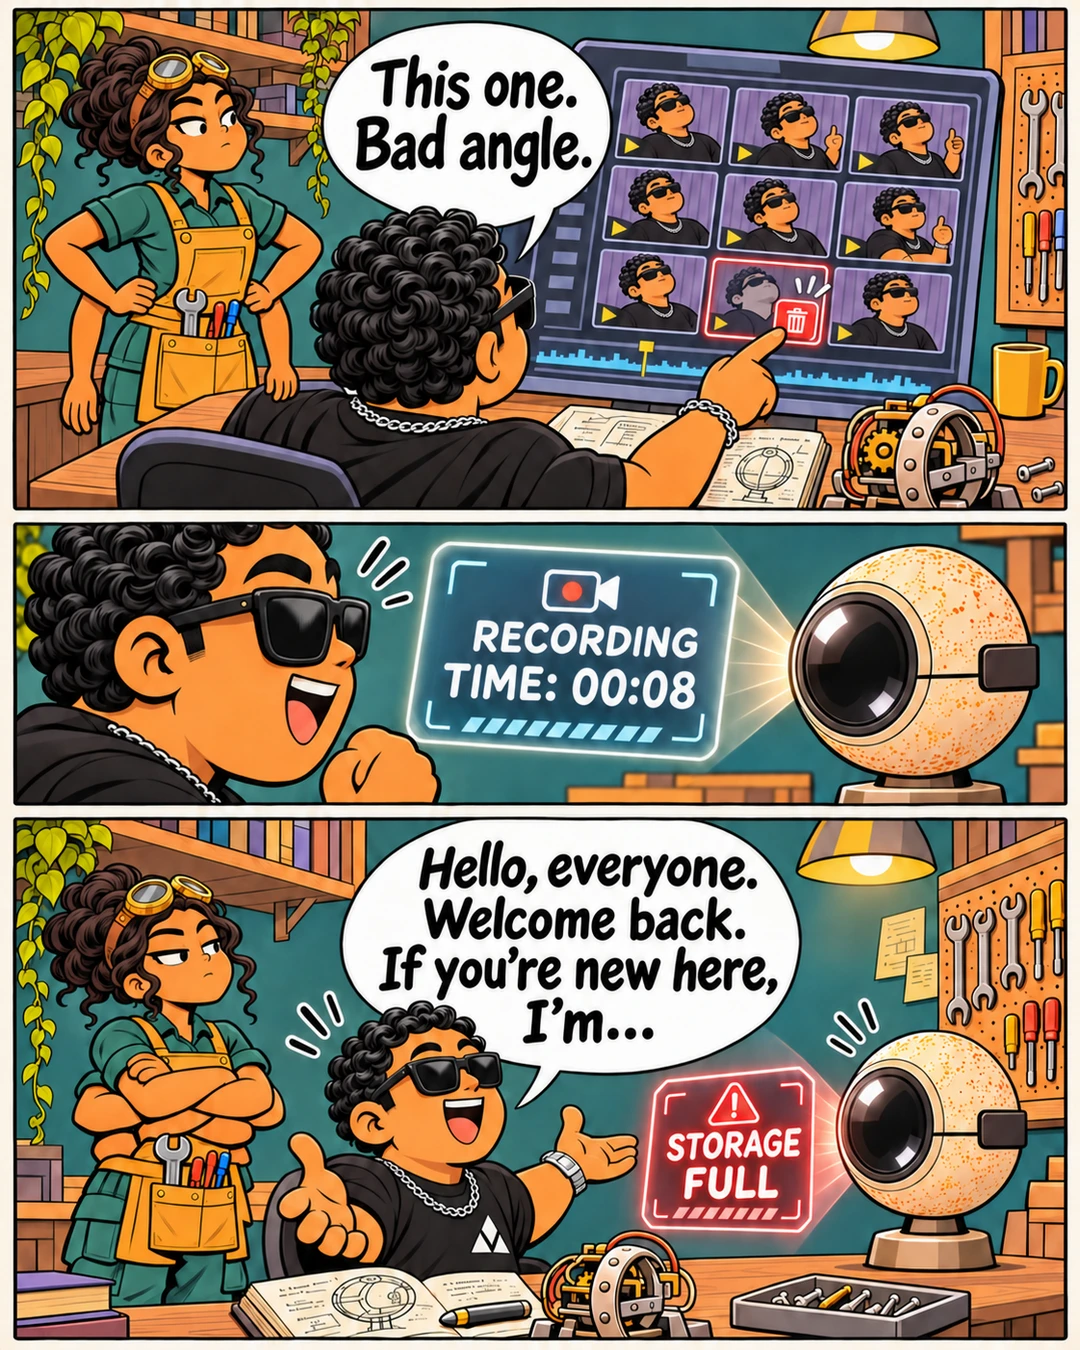 This one.
Bad angle.
RECORDING
TIME: 00:08
Hello, everyone.
Welcome back.
If you're new here,
I'm...
STORAGE
FULL